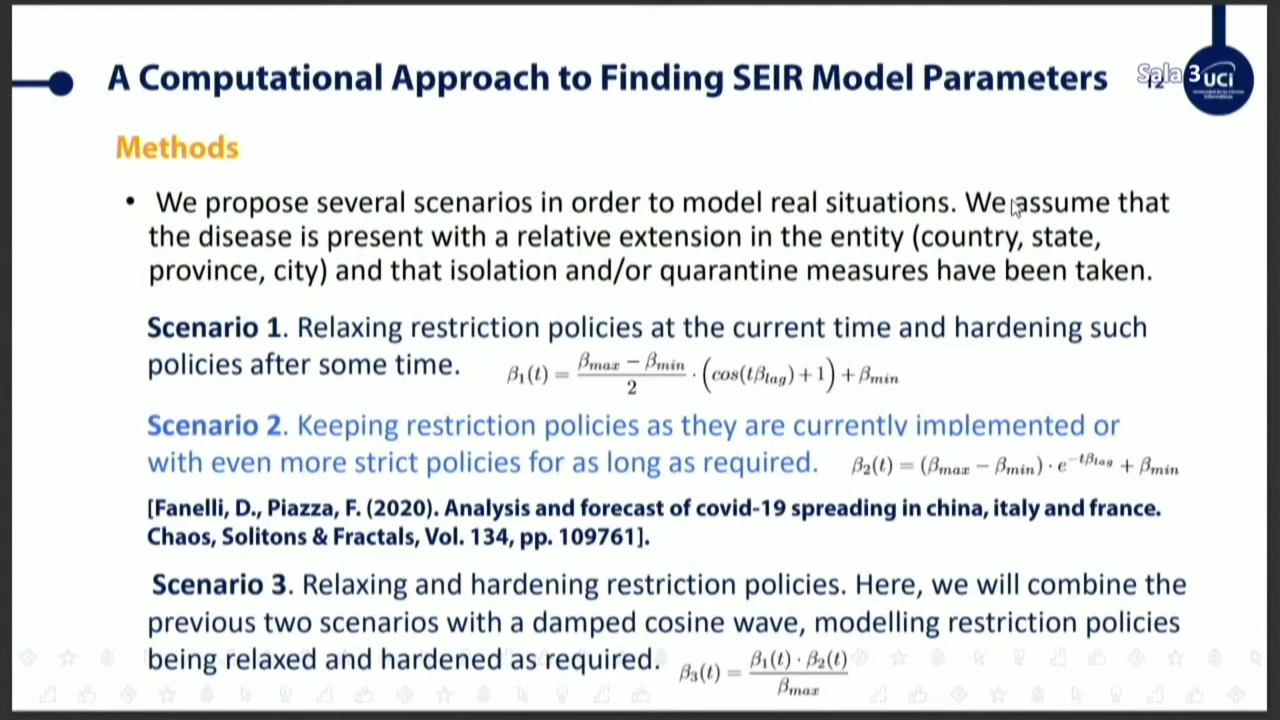 A Computational Approach to Finding SEIR Model Parameters
Sala 3
12
UCI
Methods
• We propose several scenarios in order to model real situations. We assume that
the disease is present with a relative extension in the entity (country, state,
province, city) and that isolation and/or quarantine measures have been taken.
Scenario 1. Relaxing restriction policies at the current time and hardening such
policies after some time. β₁(t) = (βmax − βmin)/2 · (cos(tβlag) + 1) + βmin
Scenario 2. Keeping restriction policies as they are currently implemented or
with even more strict policies for as long as required. β₂(t) = (βmax − βmin) · e^(−tβlag) + βmin
[Fanelli, D., Piazza, F. (2020). Analysis and forecast of covid-19 spreading in china, italy and france.
Chaos, Solitons & Fractals, Vol. 134, pp. 109761].
Scenario 3. Relaxing and hardening restriction policies. Here, we will combine the
previous two scenarios with a damped cosine wave, modelling restriction policies
being relaxed and hardened as required. β₃(t) = β₁(t) · β₂(t)/βmax